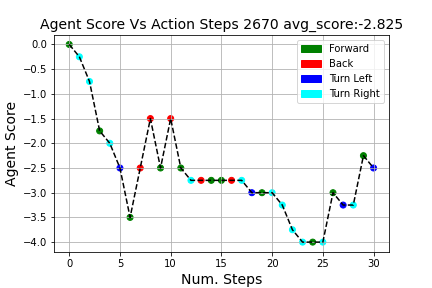 Agent Score Vs Action Steps 2670 avg_score:-2.825
Forward
Back
Turn Left
Turn Right
Agent Score
0.0
−0.5
−1.0
−1.5
−2.0
−2.5
−3.0
−3.5
−4.0
0 5 10 15 20 25 30
Num. Steps